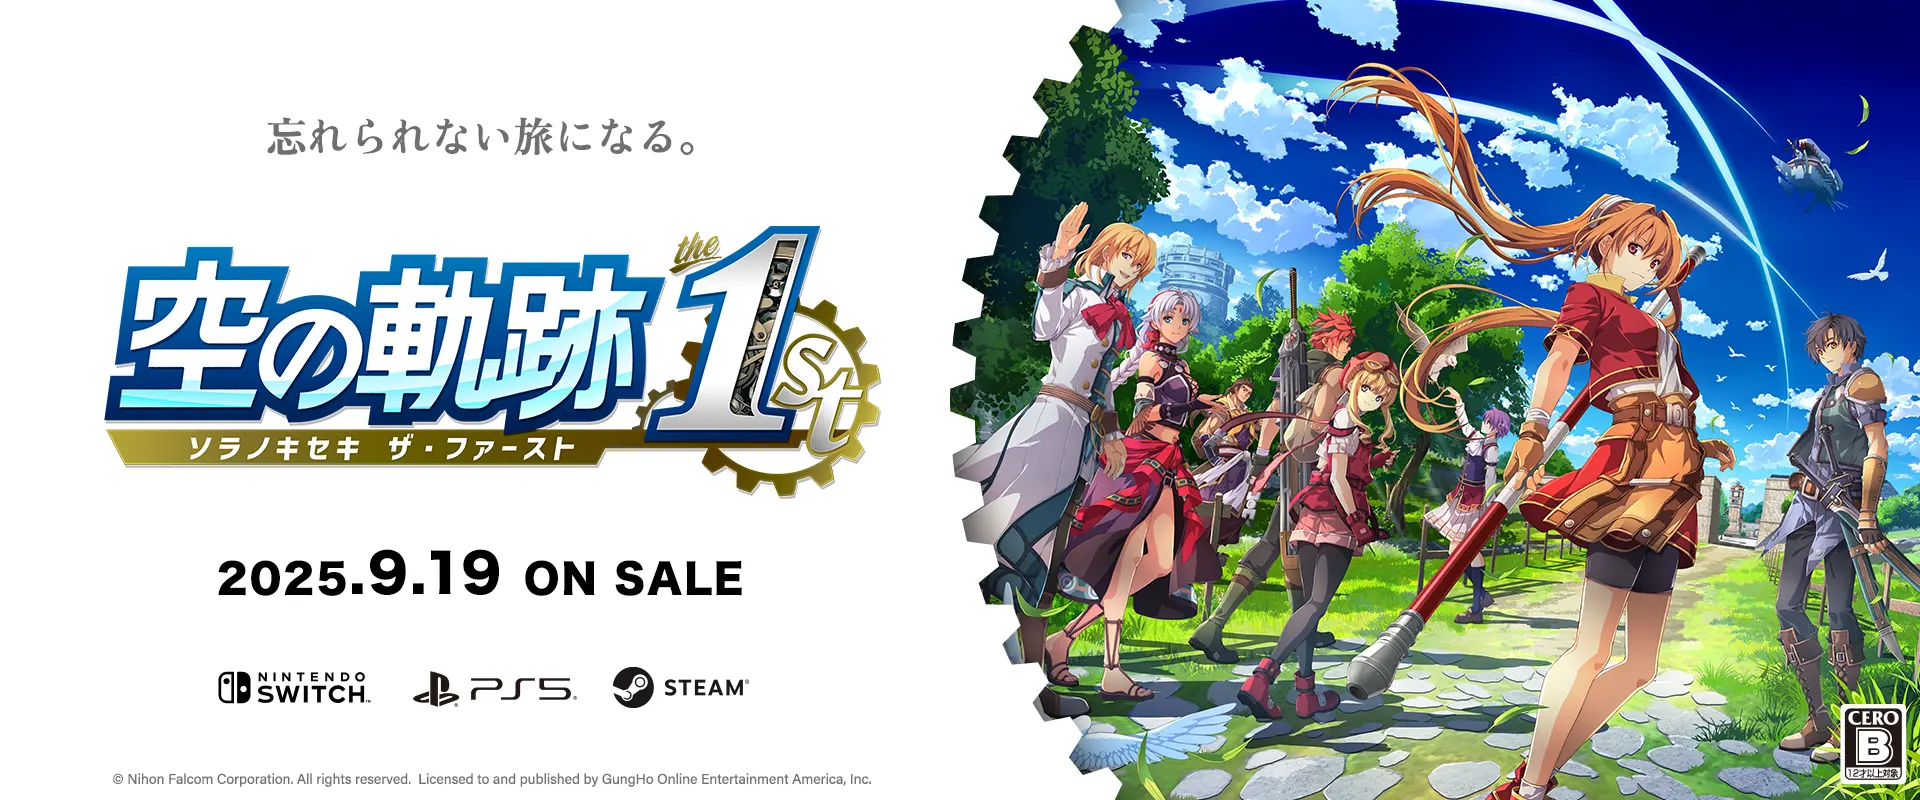 忘れられない旅になる。
空の軌跡 the 1st
ソラノキセキ ザ・ファースト
2025.9.19 ON SALE
NINTENDO
SWITCH™
PS5®
STEAM®
© Nihon Falcom Corporation. All rights reserved. Licensed to and published by GungHo Online Entertainment America, Inc.
CERO
B
12才以上対象